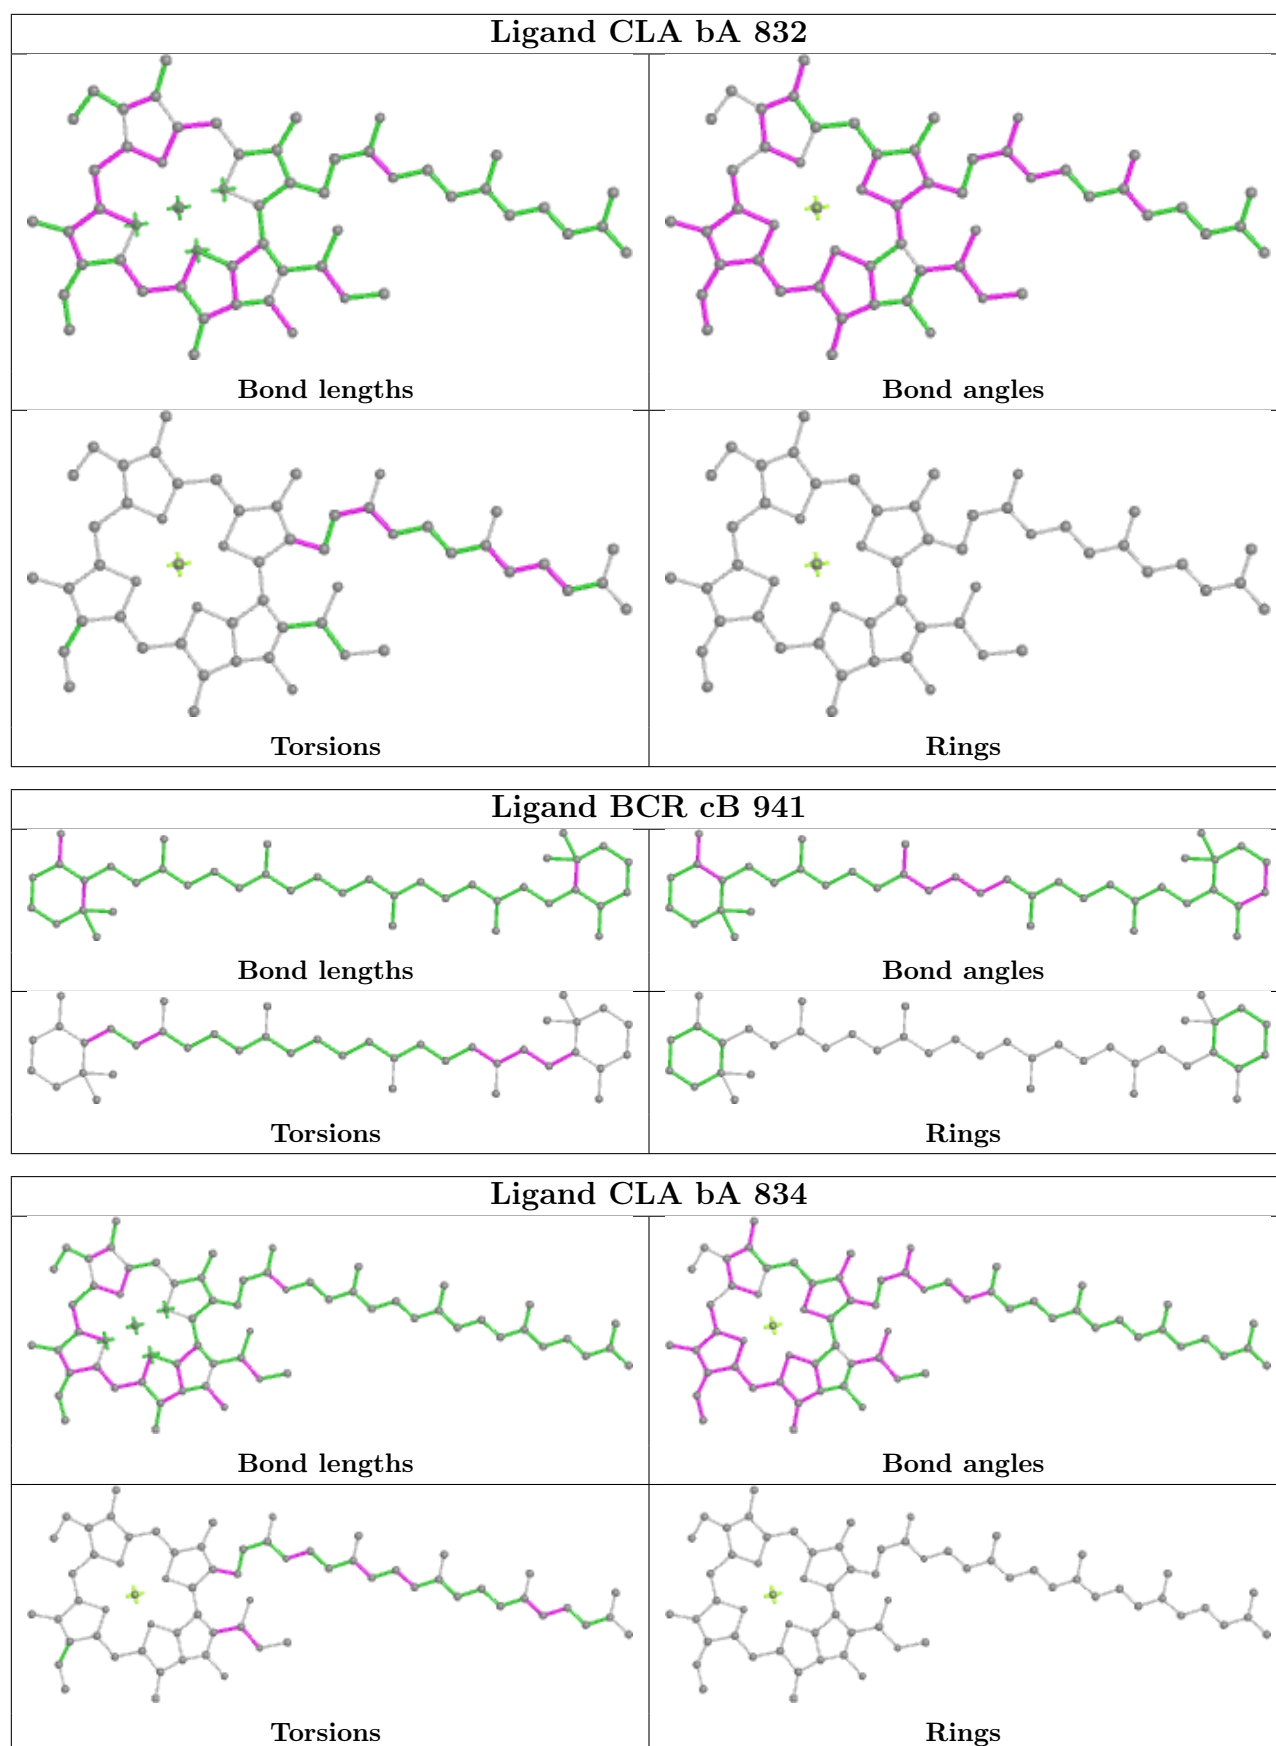 Ligand CLA bA 832
Bond lengths
Bond angles
Torsions
Rings
Ligand BCR cB 941
Bond lengths
Bond angles
Torsions
Rings
Ligand CLA bA 834
Bond lengths
Bond angles
Torsions
Rings